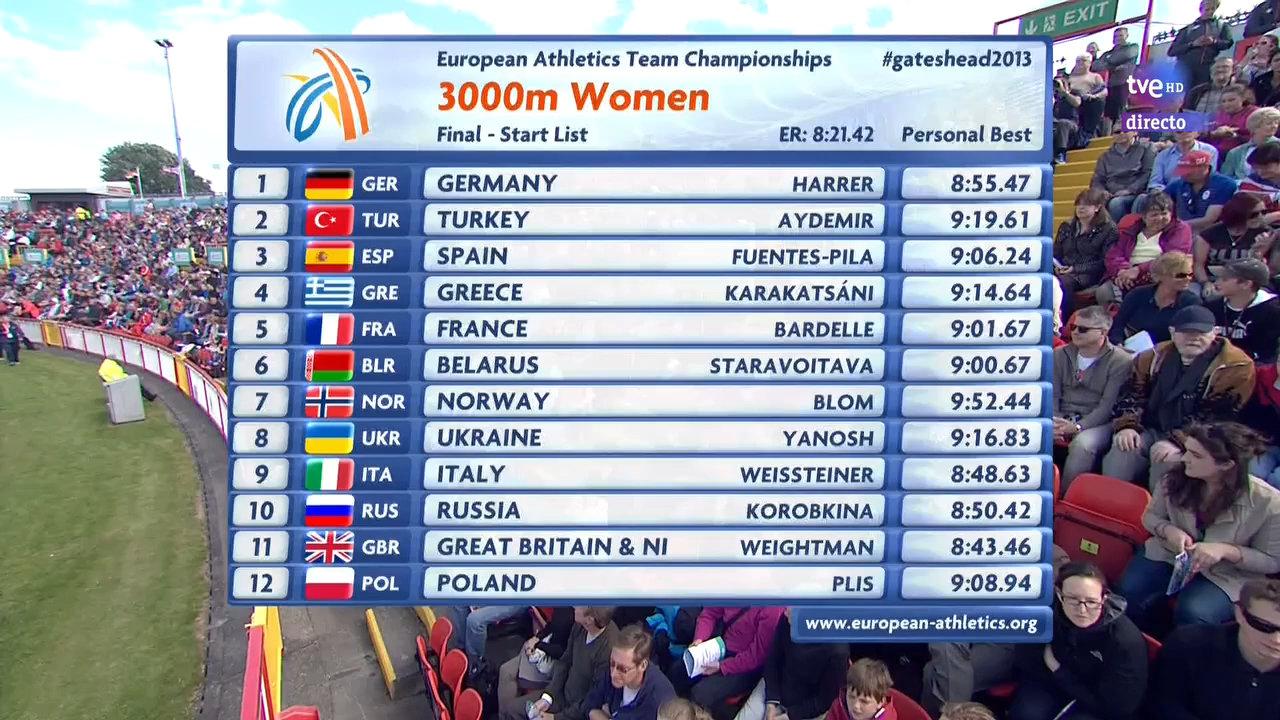 EXIT
tve HD
directo
European Athletics Team Championships #gateshead2013
3000m Women
Final - Start List ER: 8:21.42 Personal Best
1 GER GERMANY HARRER 8:55.47
2 TUR TURKEY AYDEMIR 9:19.61
3 ESP SPAIN FUENTES-PILA 9:06.24
4 GRE GREECE KARAKATSÁNI 9:14.64
5 FRA FRANCE BARDELLE 9:01.67
6 BLR BELARUS STARAVOITAVA 9:00.67
7 NOR NORWAY BLOM 9:52.44
8 UKR UKRAINE YANOSH 9:16.83
9 ITA ITALY WEISSTEINER 8:48.63
10 RUS RUSSIA KOROBKINA 8:50.42
11 GBR GREAT BRITAIN & NI WEIGHTMAN 8:43.46
12 POL POLAND PLIS 9:08.94
www.european-athletics.org